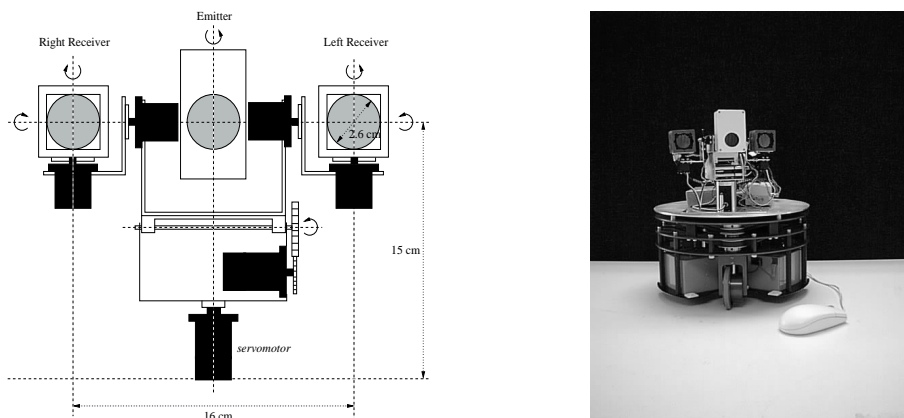 Emitter
Right Receiver
Left Receiver
2.6 cm
15 cm
servomotor
16 cm